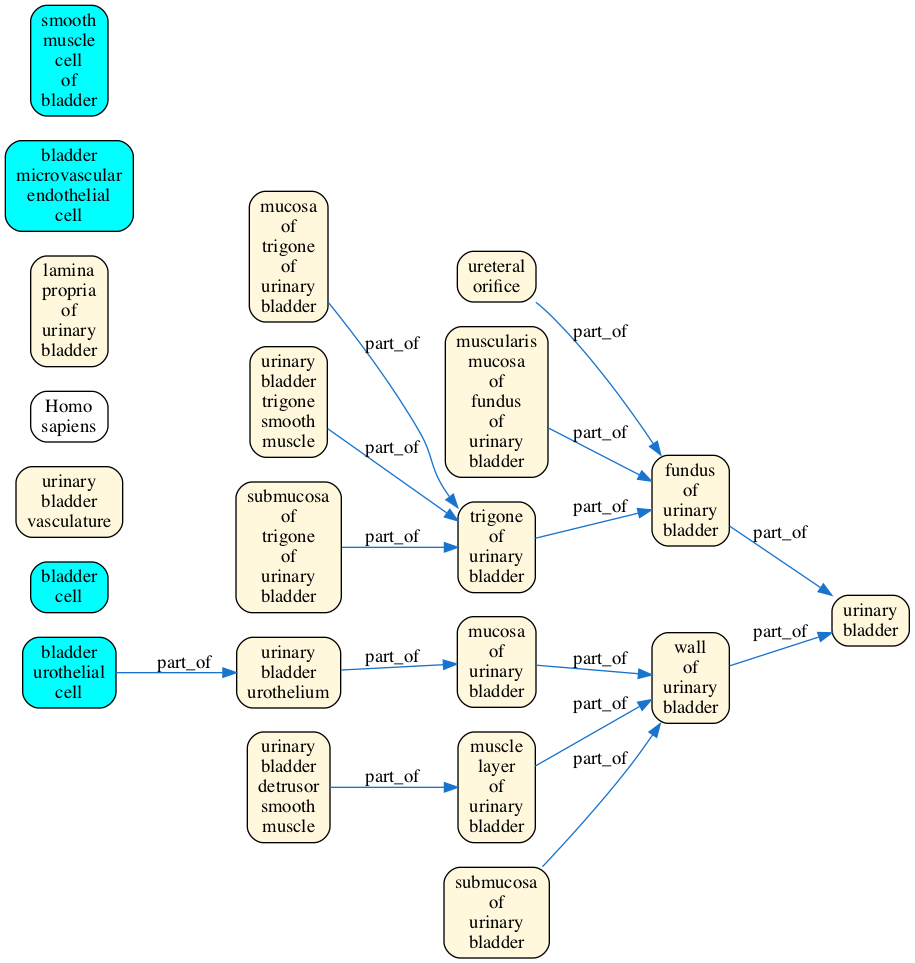 smooth
muscle
cell
of
bladder
bladder
microvascular
endothelial
cell
lamina
propria
of
urinary
bladder
Homo
sapiens
urinary
bladder
vasculature
bladder
cell
bladder
urothelial
cell
part_of
mucosa
of
trigone
of
urinary
bladder
part_of
urinary
bladder
trigone
smooth
muscle
part_of
submucosa
of
trigone
of
urinary
bladder
part_of
urinary
bladder
urothelium
part_of
urinary
bladder
detrusor
smooth
muscle
part_of
ureteral
orifice
part_of
muscularis
mucosa
of
fundus
of
urinary
bladder
part_of
trigone
of
urinary
bladder
part_of
mucosa
of
urinary
bladder
part_of
muscle
layer
of
urinary
bladder
part_of
submucosa
of
urinary
bladder
part_of
fundus
of
urinary
bladder
part_of
wall
of
urinary
bladder
part_of
urinary
bladder